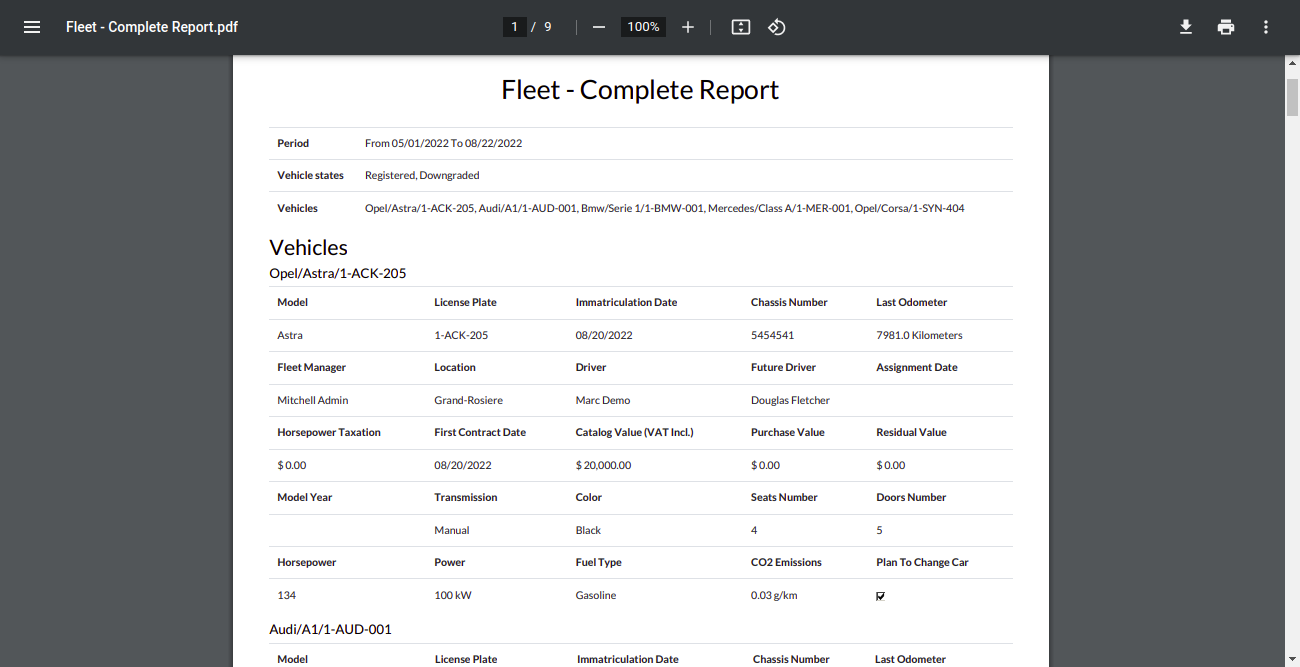 Fleet - Complete Report.pdf 1 / 9 100%
Fleet - Complete Report
Period From 05/01/2022 To 08/22/2022
Vehicle states Registered, Downgraded
Vehicles Opel/Astra/1-ACK-205, Audi/A1/1-AUD-001, Bmw/Serie 1/1-BMW-001, Mercedes/Class A/1-MER-001, Opel/Corsa/1-SYN-404
Vehicles
Opel/Astra/1-ACK-205
Model License Plate Immatriculation Date Chassis Number Last Odometer
Astra 1-ACK-205 08/20/2022 5454541 7981.0 Kilometers
Fleet Manager Location Driver Future Driver Assignment Date
Mitchell Admin Grand-Rosiere Marc Demo Douglas Fletcher
Horsepower Taxation First Contract Date Catalog Value (VAT Incl.) Purchase Value Residual Value
$ 0.00 08/20/2022 $ 20,000.00 $ 0.00 $ 0.00
Model Year Transmission Color Seats Number Doors Number
Manual Black 4 5
Horsepower Power Fuel Type CO2 Emissions Plan To Change Car
134 100 kW Gasoline 0.03 g/km
Audi/A1/1-AUD-001
Model License Plate Immatriculation Date Chassis Number Last Odometer